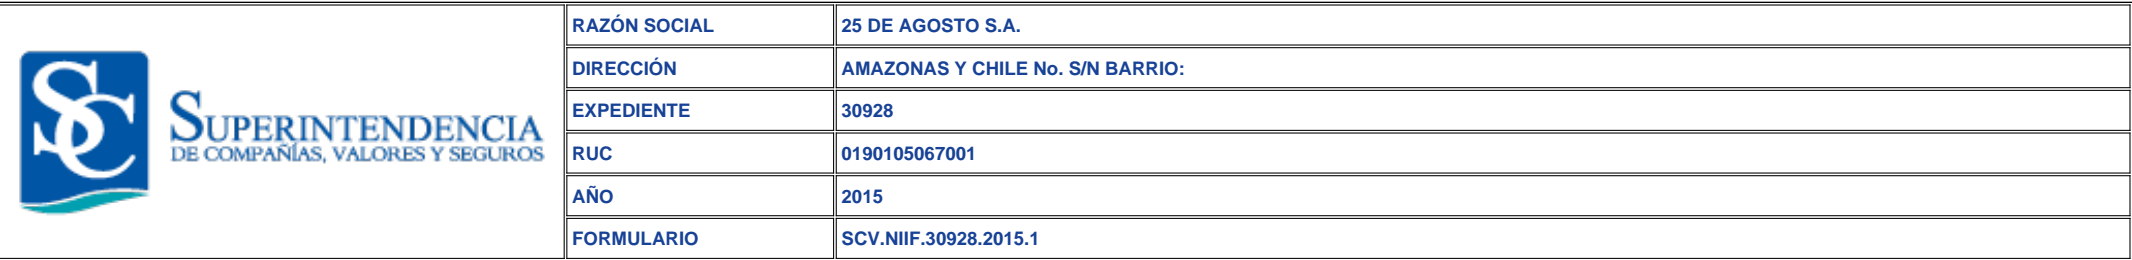 SC
SUPERINTENDENCIA
DE COMPAÑÍAS, VALORES Y SEGUROS
RAZÓN SOCIAL 25 DE AGOSTO S.A.
DIRECCIÓN AMAZONAS Y CHILE No. S/N BARRIO:
EXPEDIENTE 30928
RUC 0190105067001
AÑO 2015
FORMULARIO SCV.NIIF.30928.2015.1